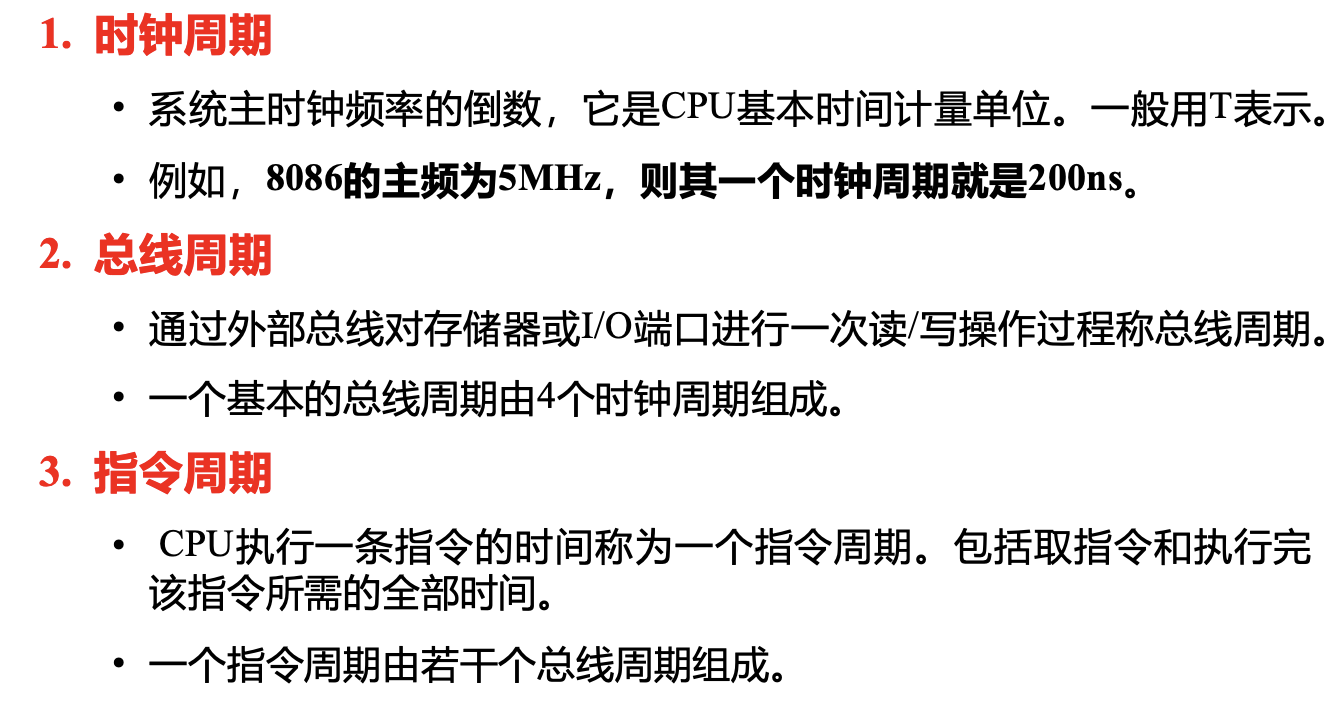 1. 时钟周期
• 系统主时钟频率的倒数，它是CPU基本时间计量单位。一般用T表示。
• 例如，8086的主频为5MHz，则其一个时钟周期就是200ns。
2. 总线周期
• 通过外部总线对存储器或I/O端口进行一次读/写操作过程称总线周期。
• 一个基本的总线周期由4个时钟周期组成。
3. 指令周期
• CPU执行一条指令的时间称为一个指令周期。包括取指令和执行完
该指令所需的全部时间。
• 一个指令周期由若干个总线周期组成。